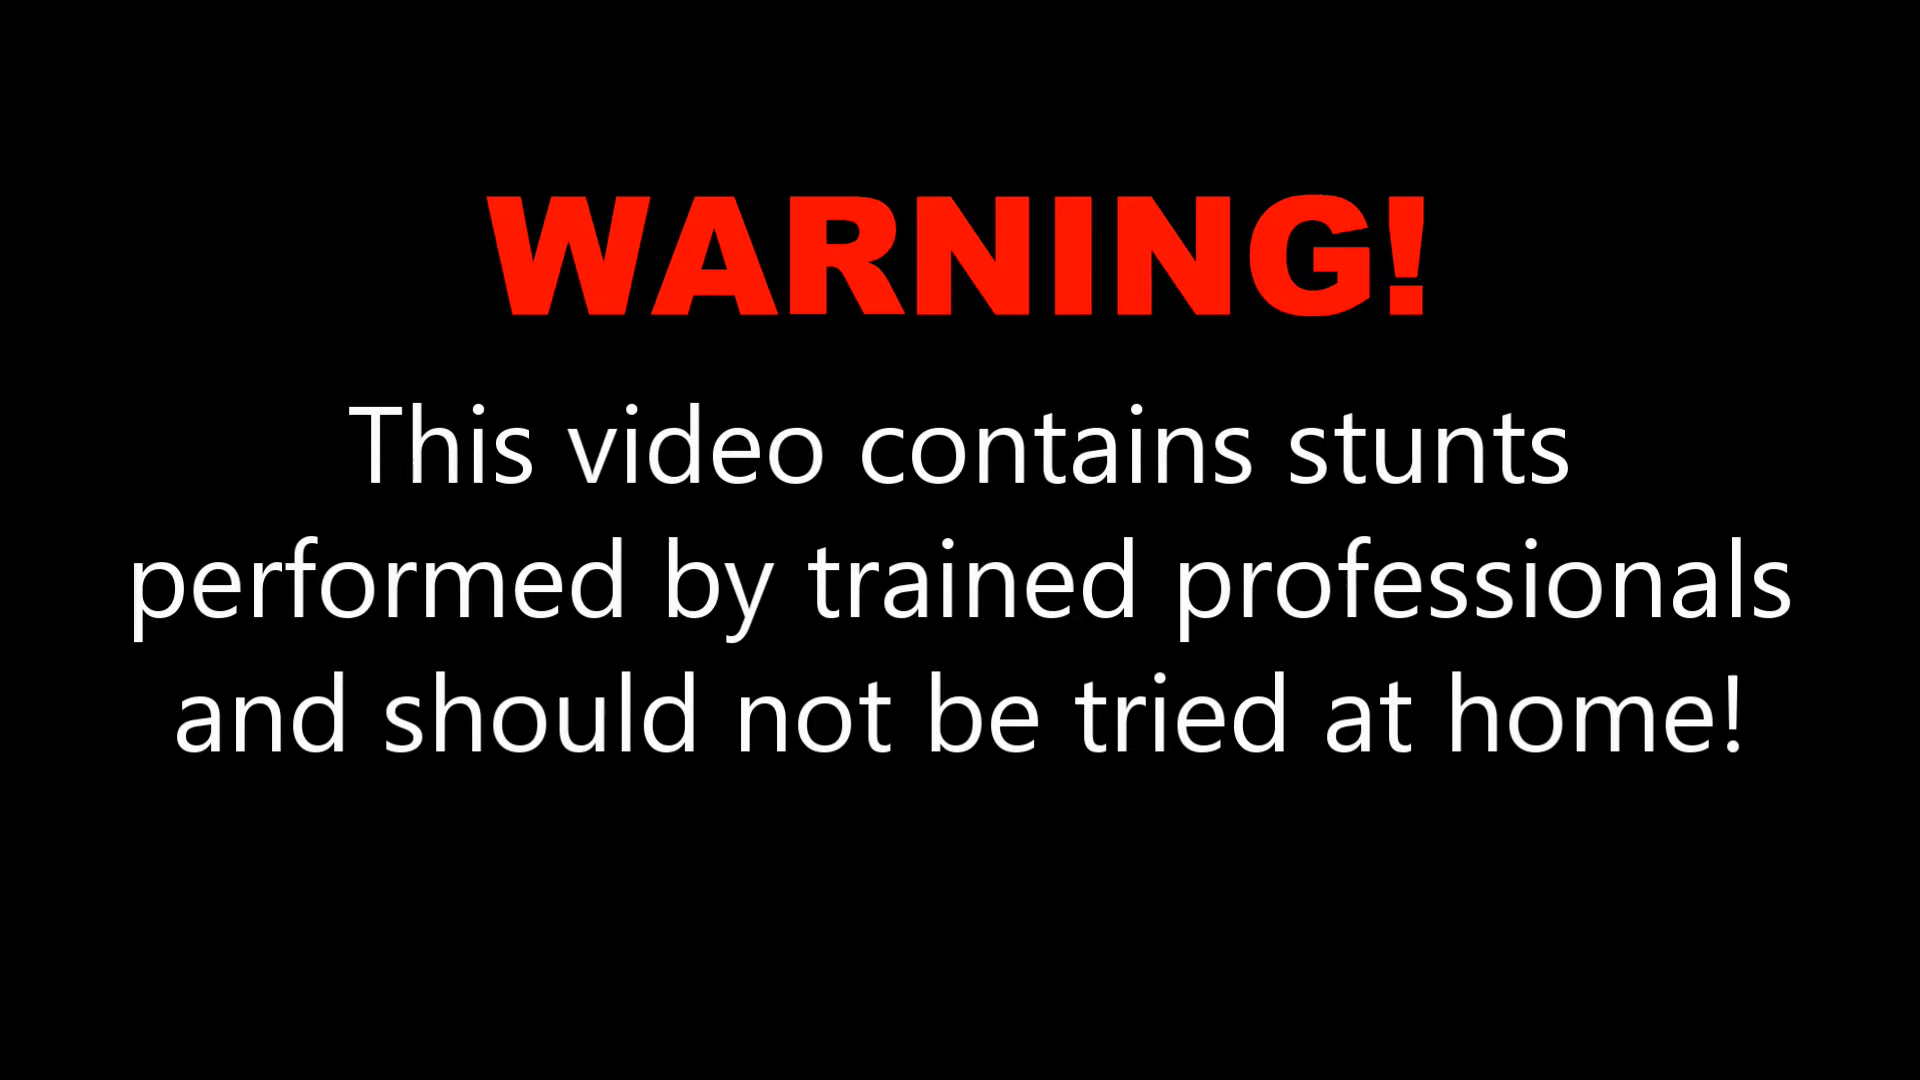 WARNING!
This video contains stunts
performed by trained professionals
and should not be tried at home!